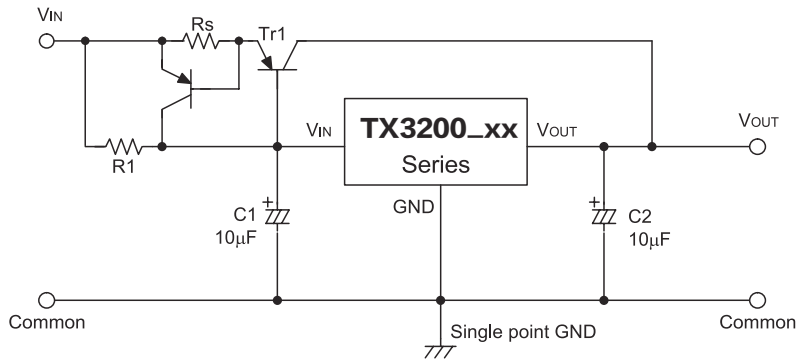 VIN
Rs
Tr1
R1
VIN
TX3200_xx
Series
VOUT
VOUT
GND
C1
10μF
C2
10μF
Common
Single point GND
Common
+
+